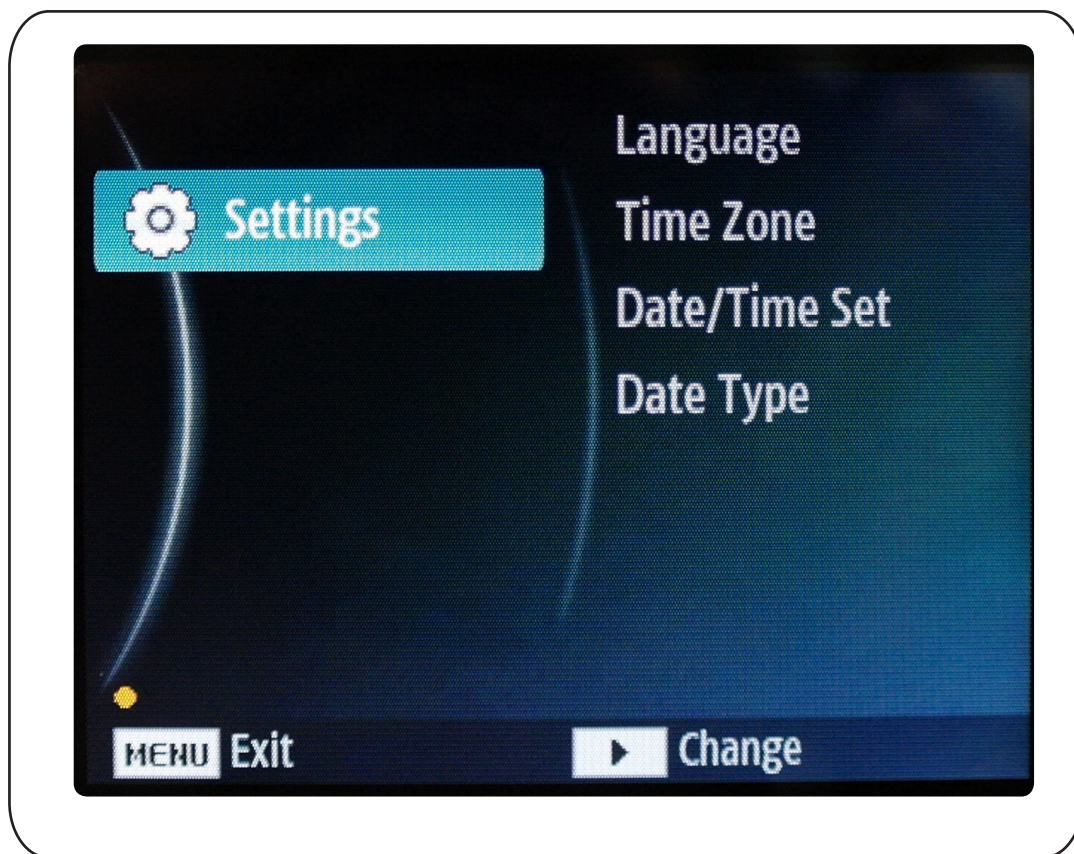 Settings
Language
Time Zone
Date/Time Set
Date Type
MENU Exit
Change